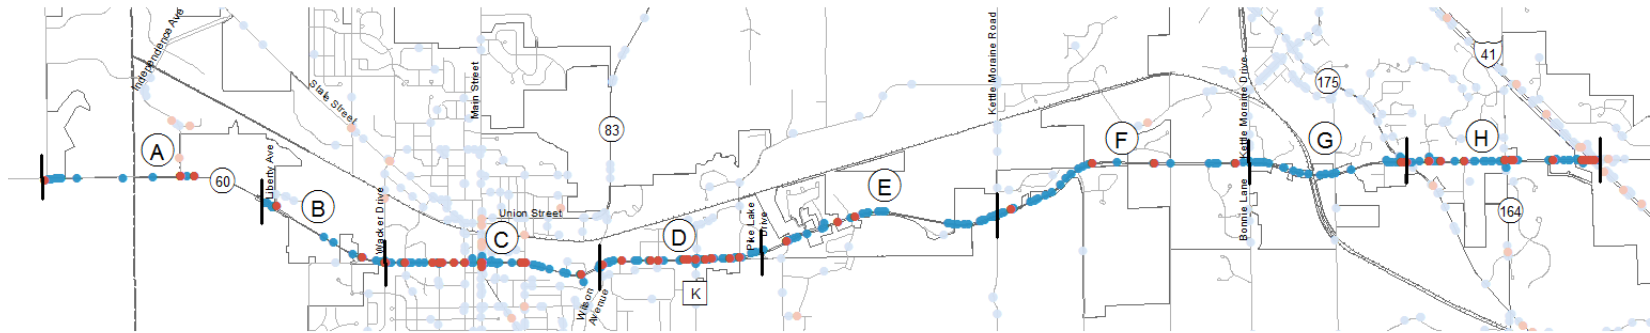 Independence Ave
State Street
Main Street
83
Kettle Moraine Road
Kettle Moraine Drive
175
41
A
60
Liberty Ave
B
Wacker Drive
Union Street
C
D
Pike Lake
Drive
E
F
G
H
Bonnie Lane
164
Wilson
Avenue
K